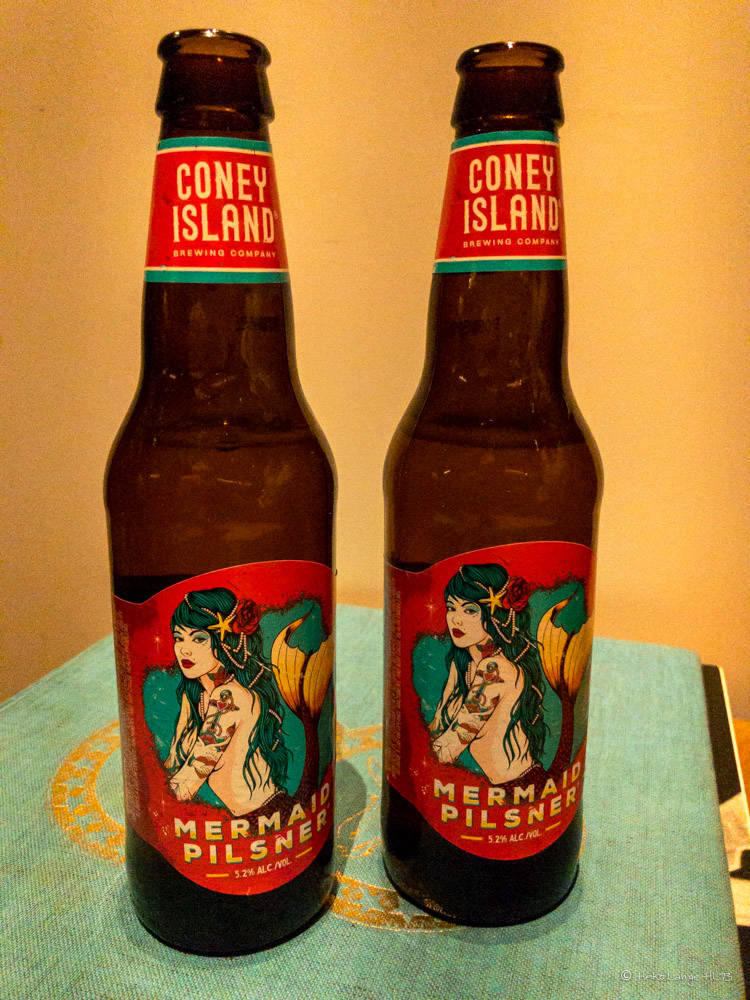 CONEY
ISLAND
BREWING COMPANY
CONEY
ISLAND®
BREWING COMPANY
MERMAID
PILSNER
5.2% ALC./VOL.
MERMAID
PILSNER
5.2% ALC./VOL.